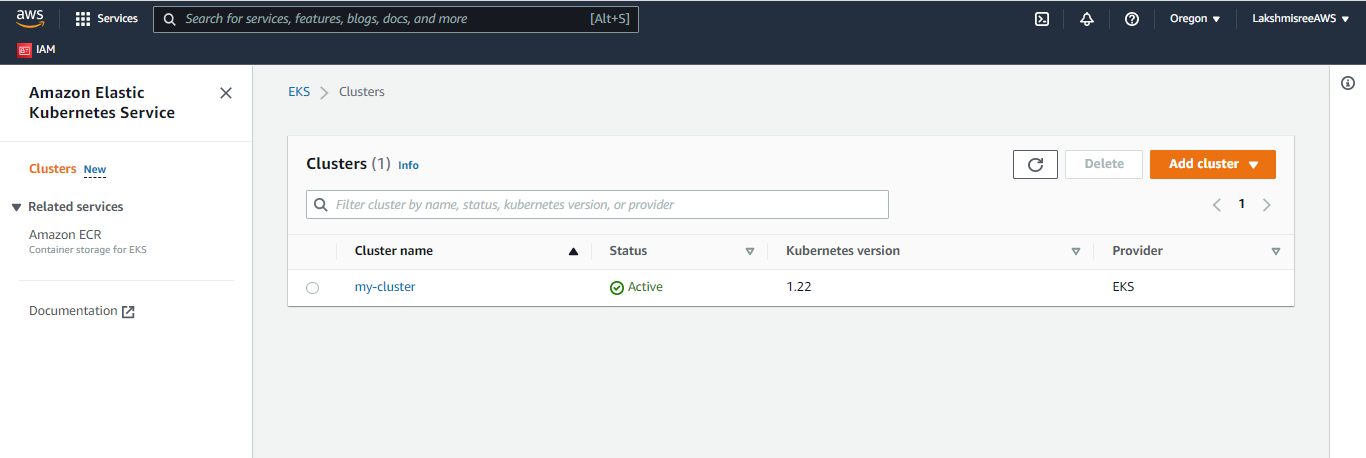 aws Services Search for services, features, blogs, docs, and more [Alt+S] Oregon LakshmisreeAWS
IAM
Amazon Elastic
Kubernetes Service
Clusters New
Related services
Amazon ECR
Container storage for EKS
Documentation
EKS Clusters
Clusters (1) Info Delete Add cluster
Filter cluster by name, status, kubernetes version, or provider 1
Cluster name Status Kubernetes version Provider
my-cluster Active 1.22 EKS